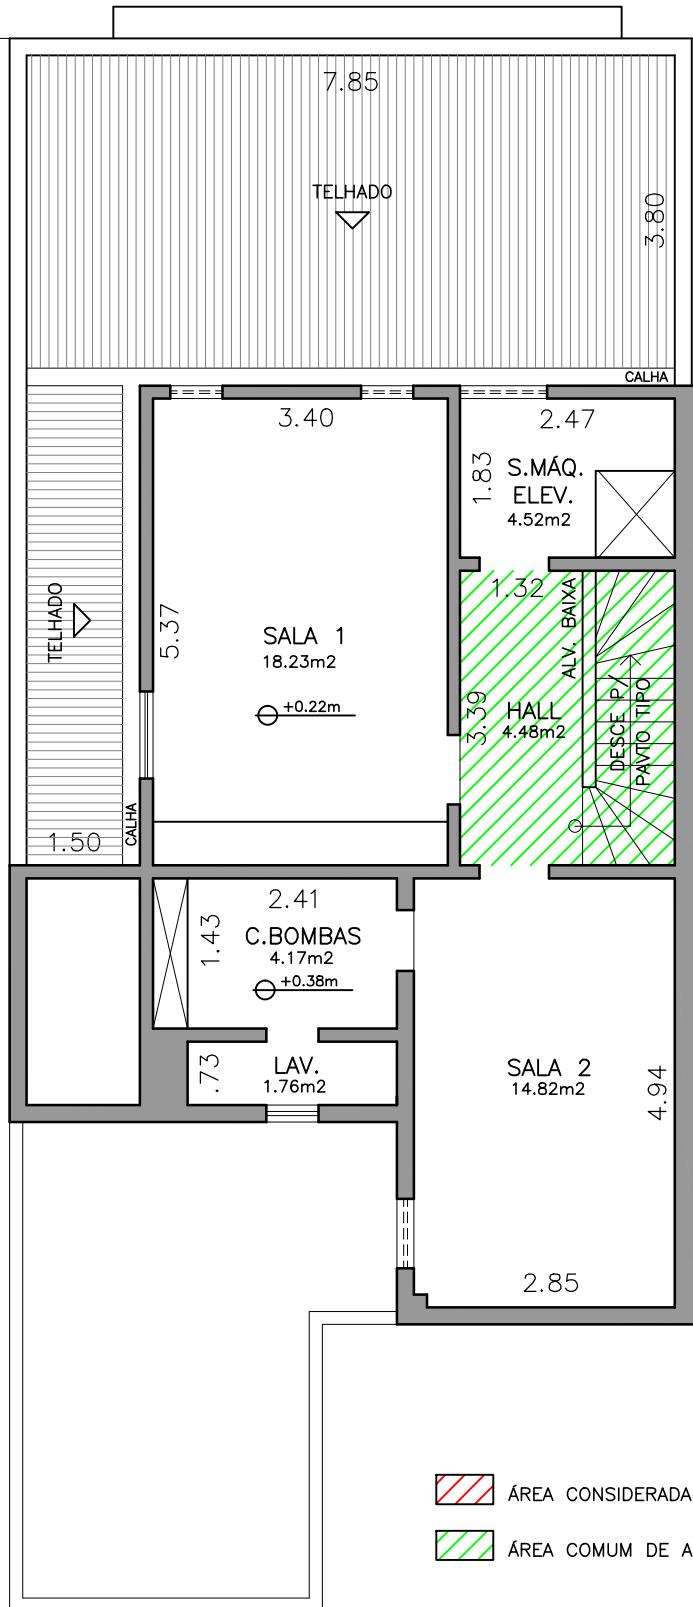 7.85
TELHADO
3.80
CALHA
3.40
2.47
1.83
S.MÁQ.
ELEV.
4.52m2
1.32
ALV. BAIXA
TELHADO
5.37
SALA 1
18.23m2
+0.22m
3.39
HALL
4.48m2
DESCE P/
PAVTO TIPO
1.50
CALHA
2.41
1.43
C.BOMBAS
4.17m2
+0.38m
.73
LAV.
1.76m2
SALA 2
14.82m2
4.94
2.85
ÁREA CONSIDERADA
ÁREA COMUM DE A